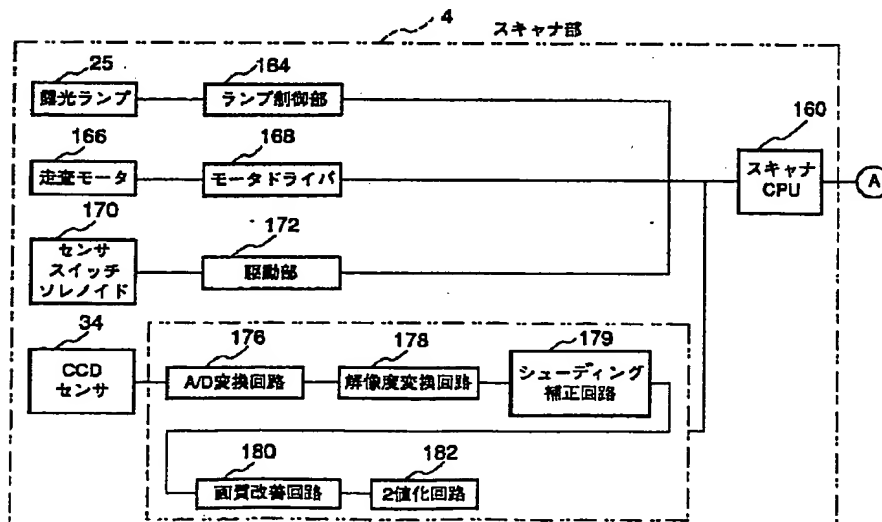 4
スキャナ部
25
露光ランプ
164
ランプ制御部
160
スキャナ
CPU
A
166
走査モータ
168
モータドライバ
170
センサ
スイッチ
ソレノイド
172
駆動部
34
CCD
センサ
176
A/D変換回路
178
解像度変換回路
179
シューディング
補正回路
180
画質改善回路
182
2値化回路